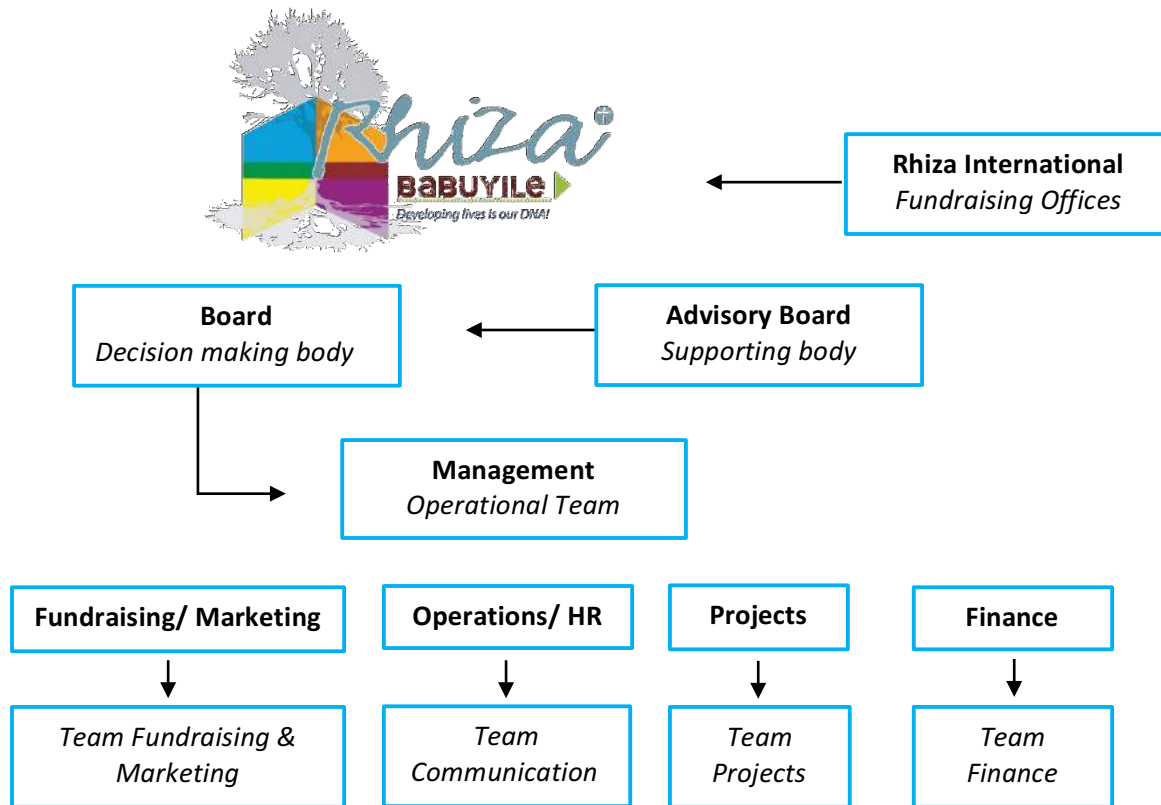 Rhiza
BABUYILE
Developing lives is our DNA!
Rhiza International
Fundraising Offices
Board
Decision making body
Advisory Board
Supporting body
Management
Operational Team
Fundraising/ Marketing
Operations/ HR
Projects
Finance
Team Fundraising &
Marketing
Team
Communication
Team
Projects
Team
Finance